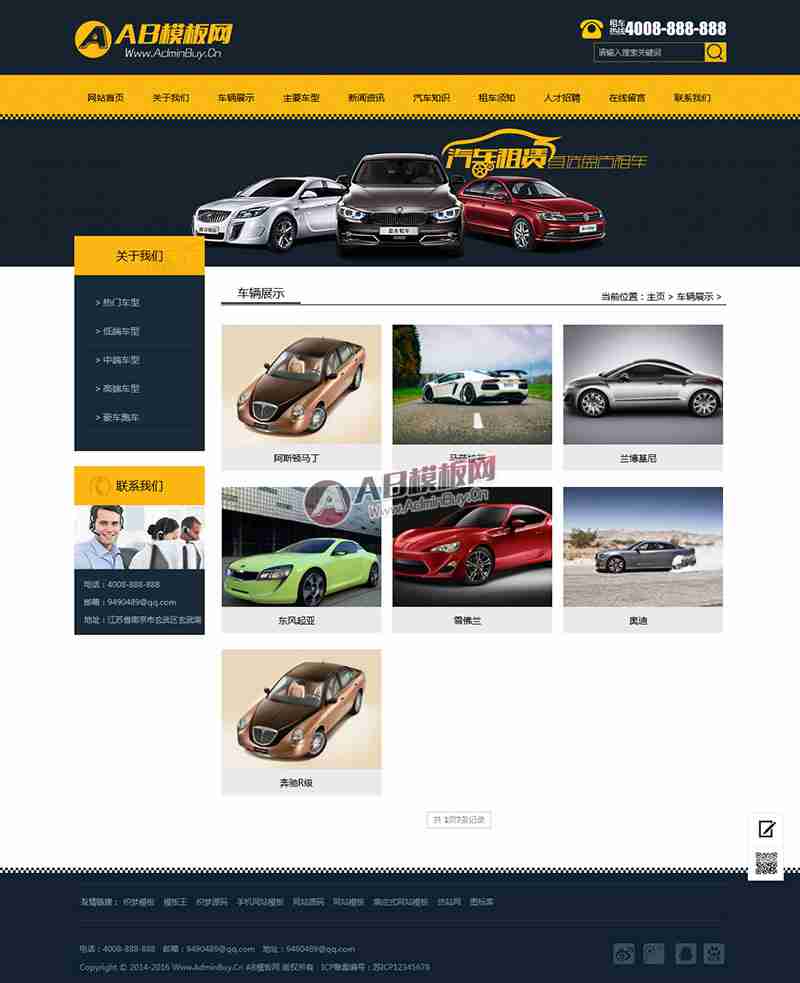 AB模板网
Www.AdminBuy.Cn
租车热线4008-888-888
请输入搜索关键词
网站首页 关于我们 车辆展示 主要车型 新闻资讯 汽车知识 租车须知 人才招聘 在线留言 联系我们
汽车租赁
关于我们
> 热门车型
> 低端车型
> 中端车型
> 高端车型
> 豪车跑车
联系我们
电话：4008-888-888
邮箱：9490489@qq.com
地址：江苏省南京市玄武区玄武湖
车辆展示
当前位置：主页 > 车辆展示 >
阿斯顿马丁
兰博基尼
AB模板网
Www.AdminBuy.Cn
东风起亚
雪佛兰
奥迪
奔驰R级
共 1页7条记录
友情链接： 织梦模板 模板王 织梦源码 手机网站模板 网站源码 网站模板 响应式网站模板 仿站网 图标库
电话：4008-888-888 邮箱：9490489@qq.com 地址：9490489@qq.com
Copyright © 2014-2016 Www.AdminBuy.Cn AB模板网 版权所有 ICP备案编号：苏ICP12345678